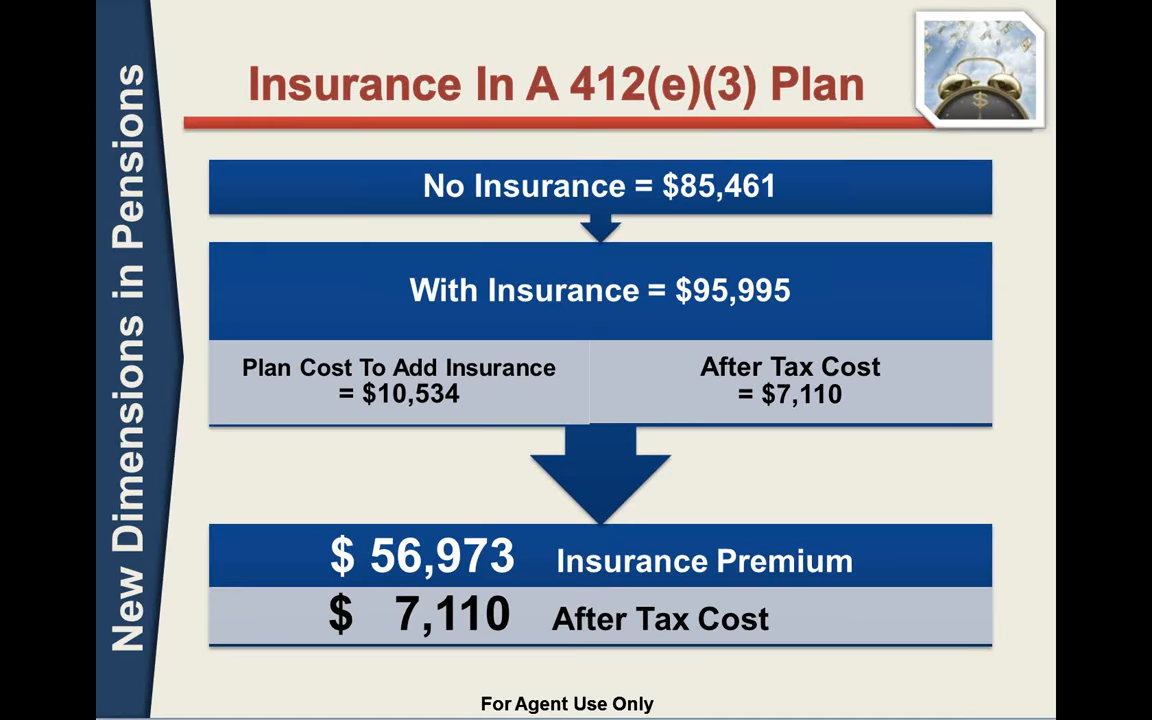 New Dimensions in Pensions
Insurance In A 412(e)(3) Plan
No Insurance = $85,461
With Insurance = $95,995
Plan Cost To Add Insurance
= $10,534
After Tax Cost
= $7,110
$ 56,973 Insurance Premium
$ 7,110 After Tax Cost
For Agent Use Only